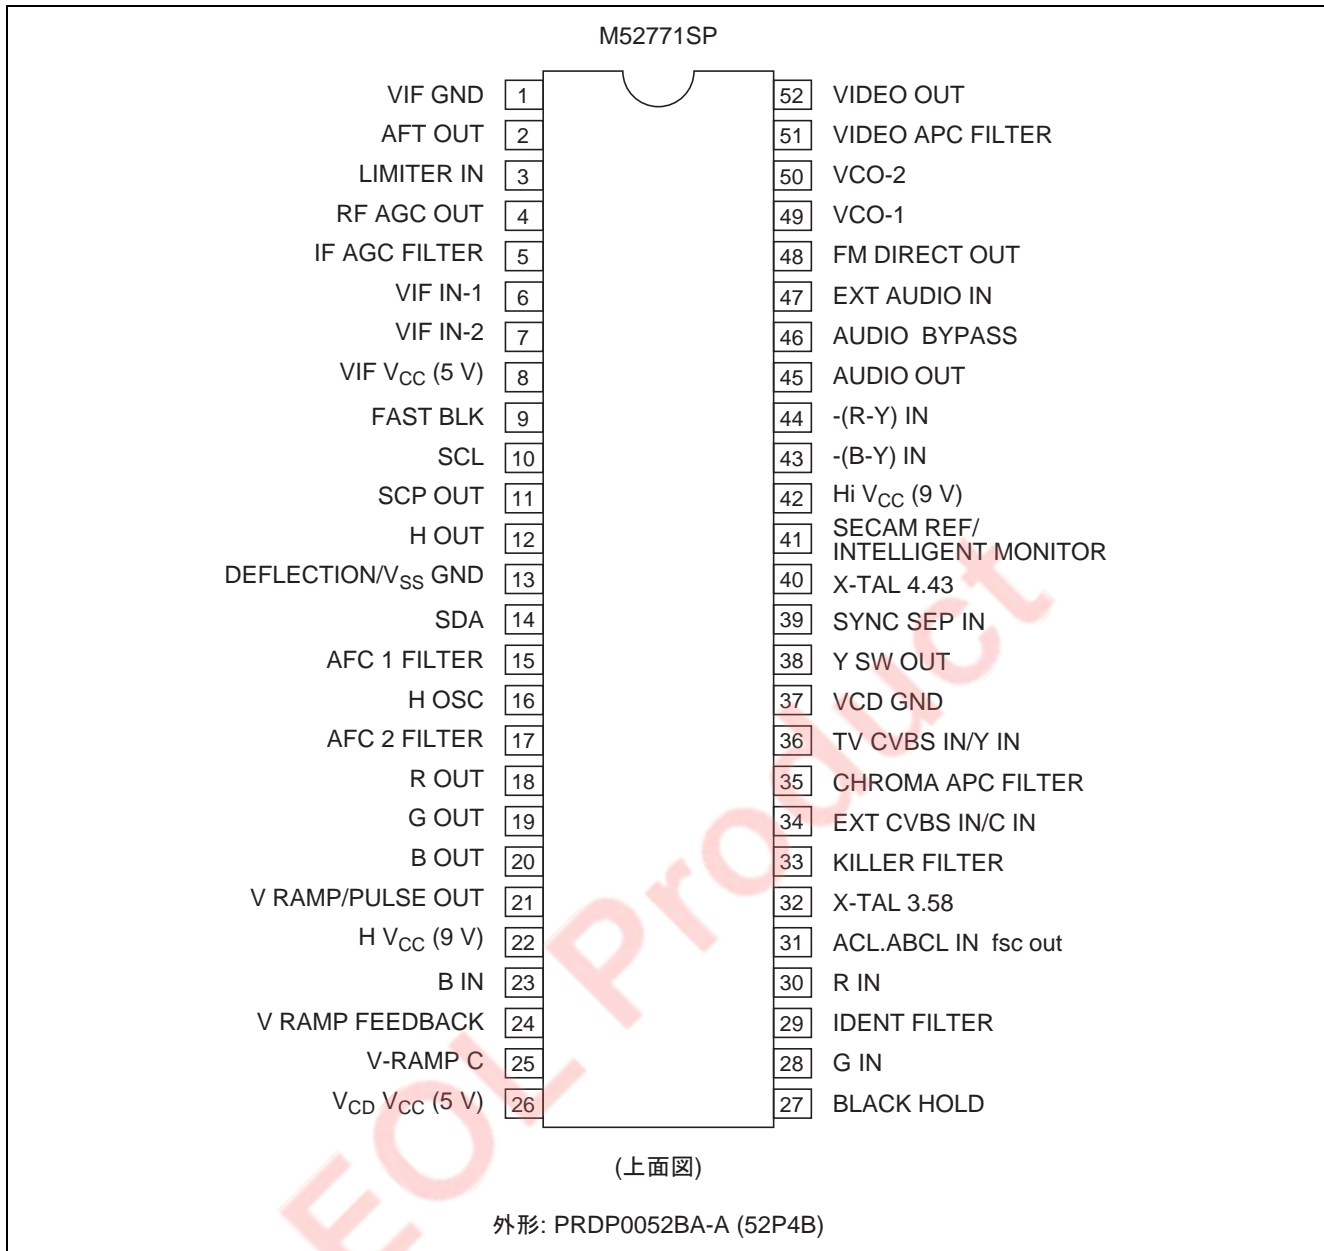 M52771SP
VIF GND 1
AFT OUT 2
LIMITER IN 3
RF AGC OUT 4
IF AGC FILTER 5
VIF IN-1 6
VIF IN-2 7
VIF VCC (5 V) 8
FAST BLK 9
SCL 10
SCP OUT 11
H OUT 12
DEFLECTION/VSS GND 13
SDA 14
AFC 1 FILTER 15
H OSC 16
AFC 2 FILTER 17
R OUT 18
G OUT 19
B OUT 20
V RAMP/PULSE OUT 21
H VCC (9 V) 22
B IN 23
V RAMP FEEDBACK 24
V-RAMP C 25
VCD VCC (5 V) 26
52 VIDEO OUT
51 VIDEO APC FILTER
50 VCO-2
49 VCO-1
48 FM DIRECT OUT
47 EXT AUDIO IN
46 AUDIO BYPASS
45 AUDIO OUT
44 -(R-Y) IN
43 -(B-Y) IN
42 Hi VCC (9 V)
41 SECAM REF/
INTELLIGENT MONITOR
40 X-TAL 4.43
39 SYNC SEP IN
38 Y SW OUT
37 VCD GND
36 TV CVBS IN/Y IN
35 CHROMA APC FILTER
34 EXT CVBS IN/C IN
33 KILLER FILTER
32 X-TAL 3.58
31 ACL.ABCL IN fsc out
30 R IN
29 IDENT FILTER
28 G IN
27 BLACK HOLD
(上面図)
外形: PRDP0052BA-A (52P4B)
EOL Product